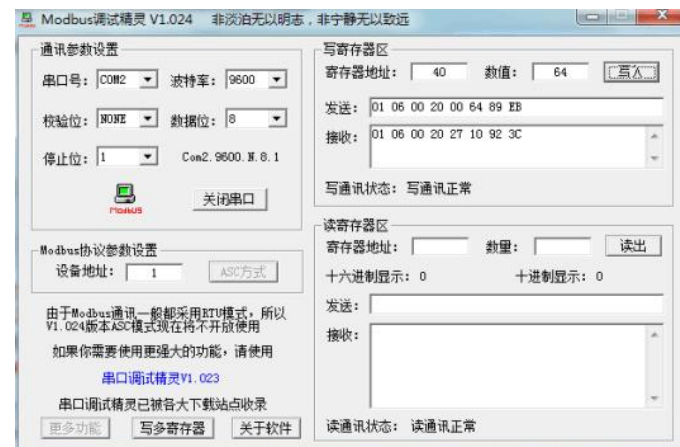 Modbus调试精灵 V1.024 非淡泊无以明志，非宁静无以致远
通讯参数设置
串口号： COM2 波特率： 9600
校验位： NONE 数据位： 8
停止位： 1 Com2.9600.N.8.1
Modbus
关闭串口
Modbus协议参数设置
设备地址： 1 ASC方式
由于Modbus通讯一般都采用RTU模式，所以
V1.024版本ASC模式现在将不开放使用
如果你需要使用更强大的功能，请使用
串口调试精灵V1.023
串口调试精灵已被各大下载站点收录
更多功能 写多寄存器 关于软件
写寄存器区
寄存器地址： 40 数值： 64 写入
发送： 01 06 00 20 00 64 89 EB
接收： 01 06 00 20 27 10 92 3C
写通讯状态： 写通讯正常
读寄存器区
寄存器地址： 数量： 读出
十六进制显示： 0 十进制显示： 0
发送：
接收：
读通讯状态： 读通讯正常